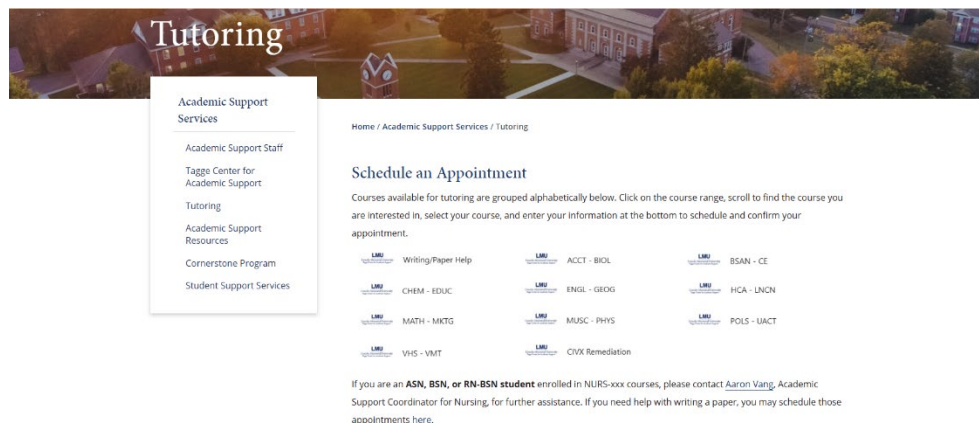 Tutoring
Academic Support
Services
Academic Support Staff
Tagge Center for
Academic Support
Tutoring
Academic Support
Resources
Cornerstone Program
Student Support Services
Home / Academic Support Services / Tutoring
Schedule an Appointment
Courses available for tutoring are grouped alphabetically below. Click on the course range, scroll to find the course you
are interested in, select your course, and enter your information at the bottom to schedule and confirm your
appointment.
LMU Writing/Paper Help
LMU ACCT - BIOL
LMU BSAN - CE
LMU CHEM - EDUC
LMU ENGL - GEOG
LMU HCA - LNCN
LMU MATH - MKTG
LMU MUSC - PHYS
LMU POLS - UACT
LMU VHS - VMT
LMU CIVX Remediation
If you are an ASN, BSN, or RN-BSN student enrolled in NURS-xxx courses, please contact Aaron Vang, Academic
Support Coordinator for Nursing, for further assistance. If you need help with writing a paper, you may schedule those
appointments here.